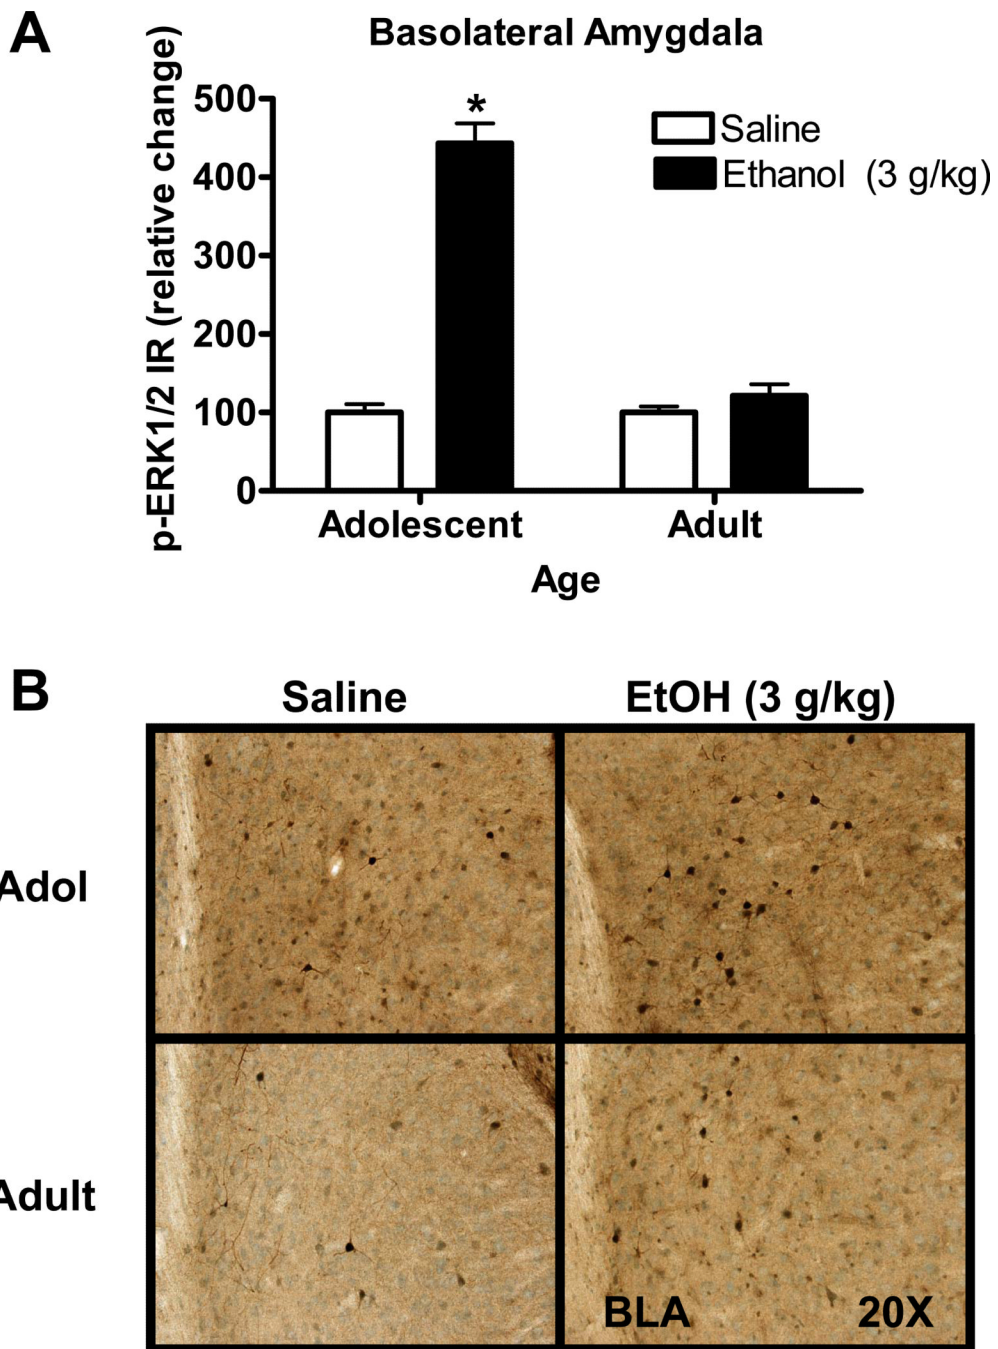 A
Basolateral Amygdala
p-ERK1/2 IR (relative change)
500
400
300
200
100
0
*
Saline
Ethanol (3 g/kg)
Adolescent
Adult
Age
B
Saline
EtOH (3 g/kg)
Adol
Adult
BLA
20X